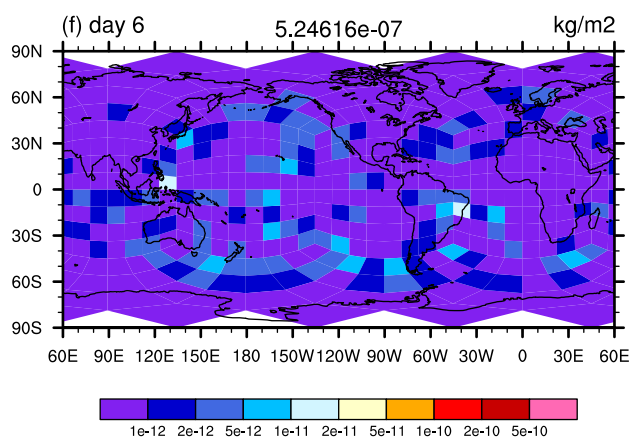 (f) day 6 5.24616e-07 kg/m2
90N
60N
30N
0
30S
60S
90S
60E 90E 120E 150E 180 150W 120W 90W 60W 30W 0 30E 60E
1e-12 2e-12 5e-12 1e-11 2e-11 5e-11 1e-10 2e-10 5e-10